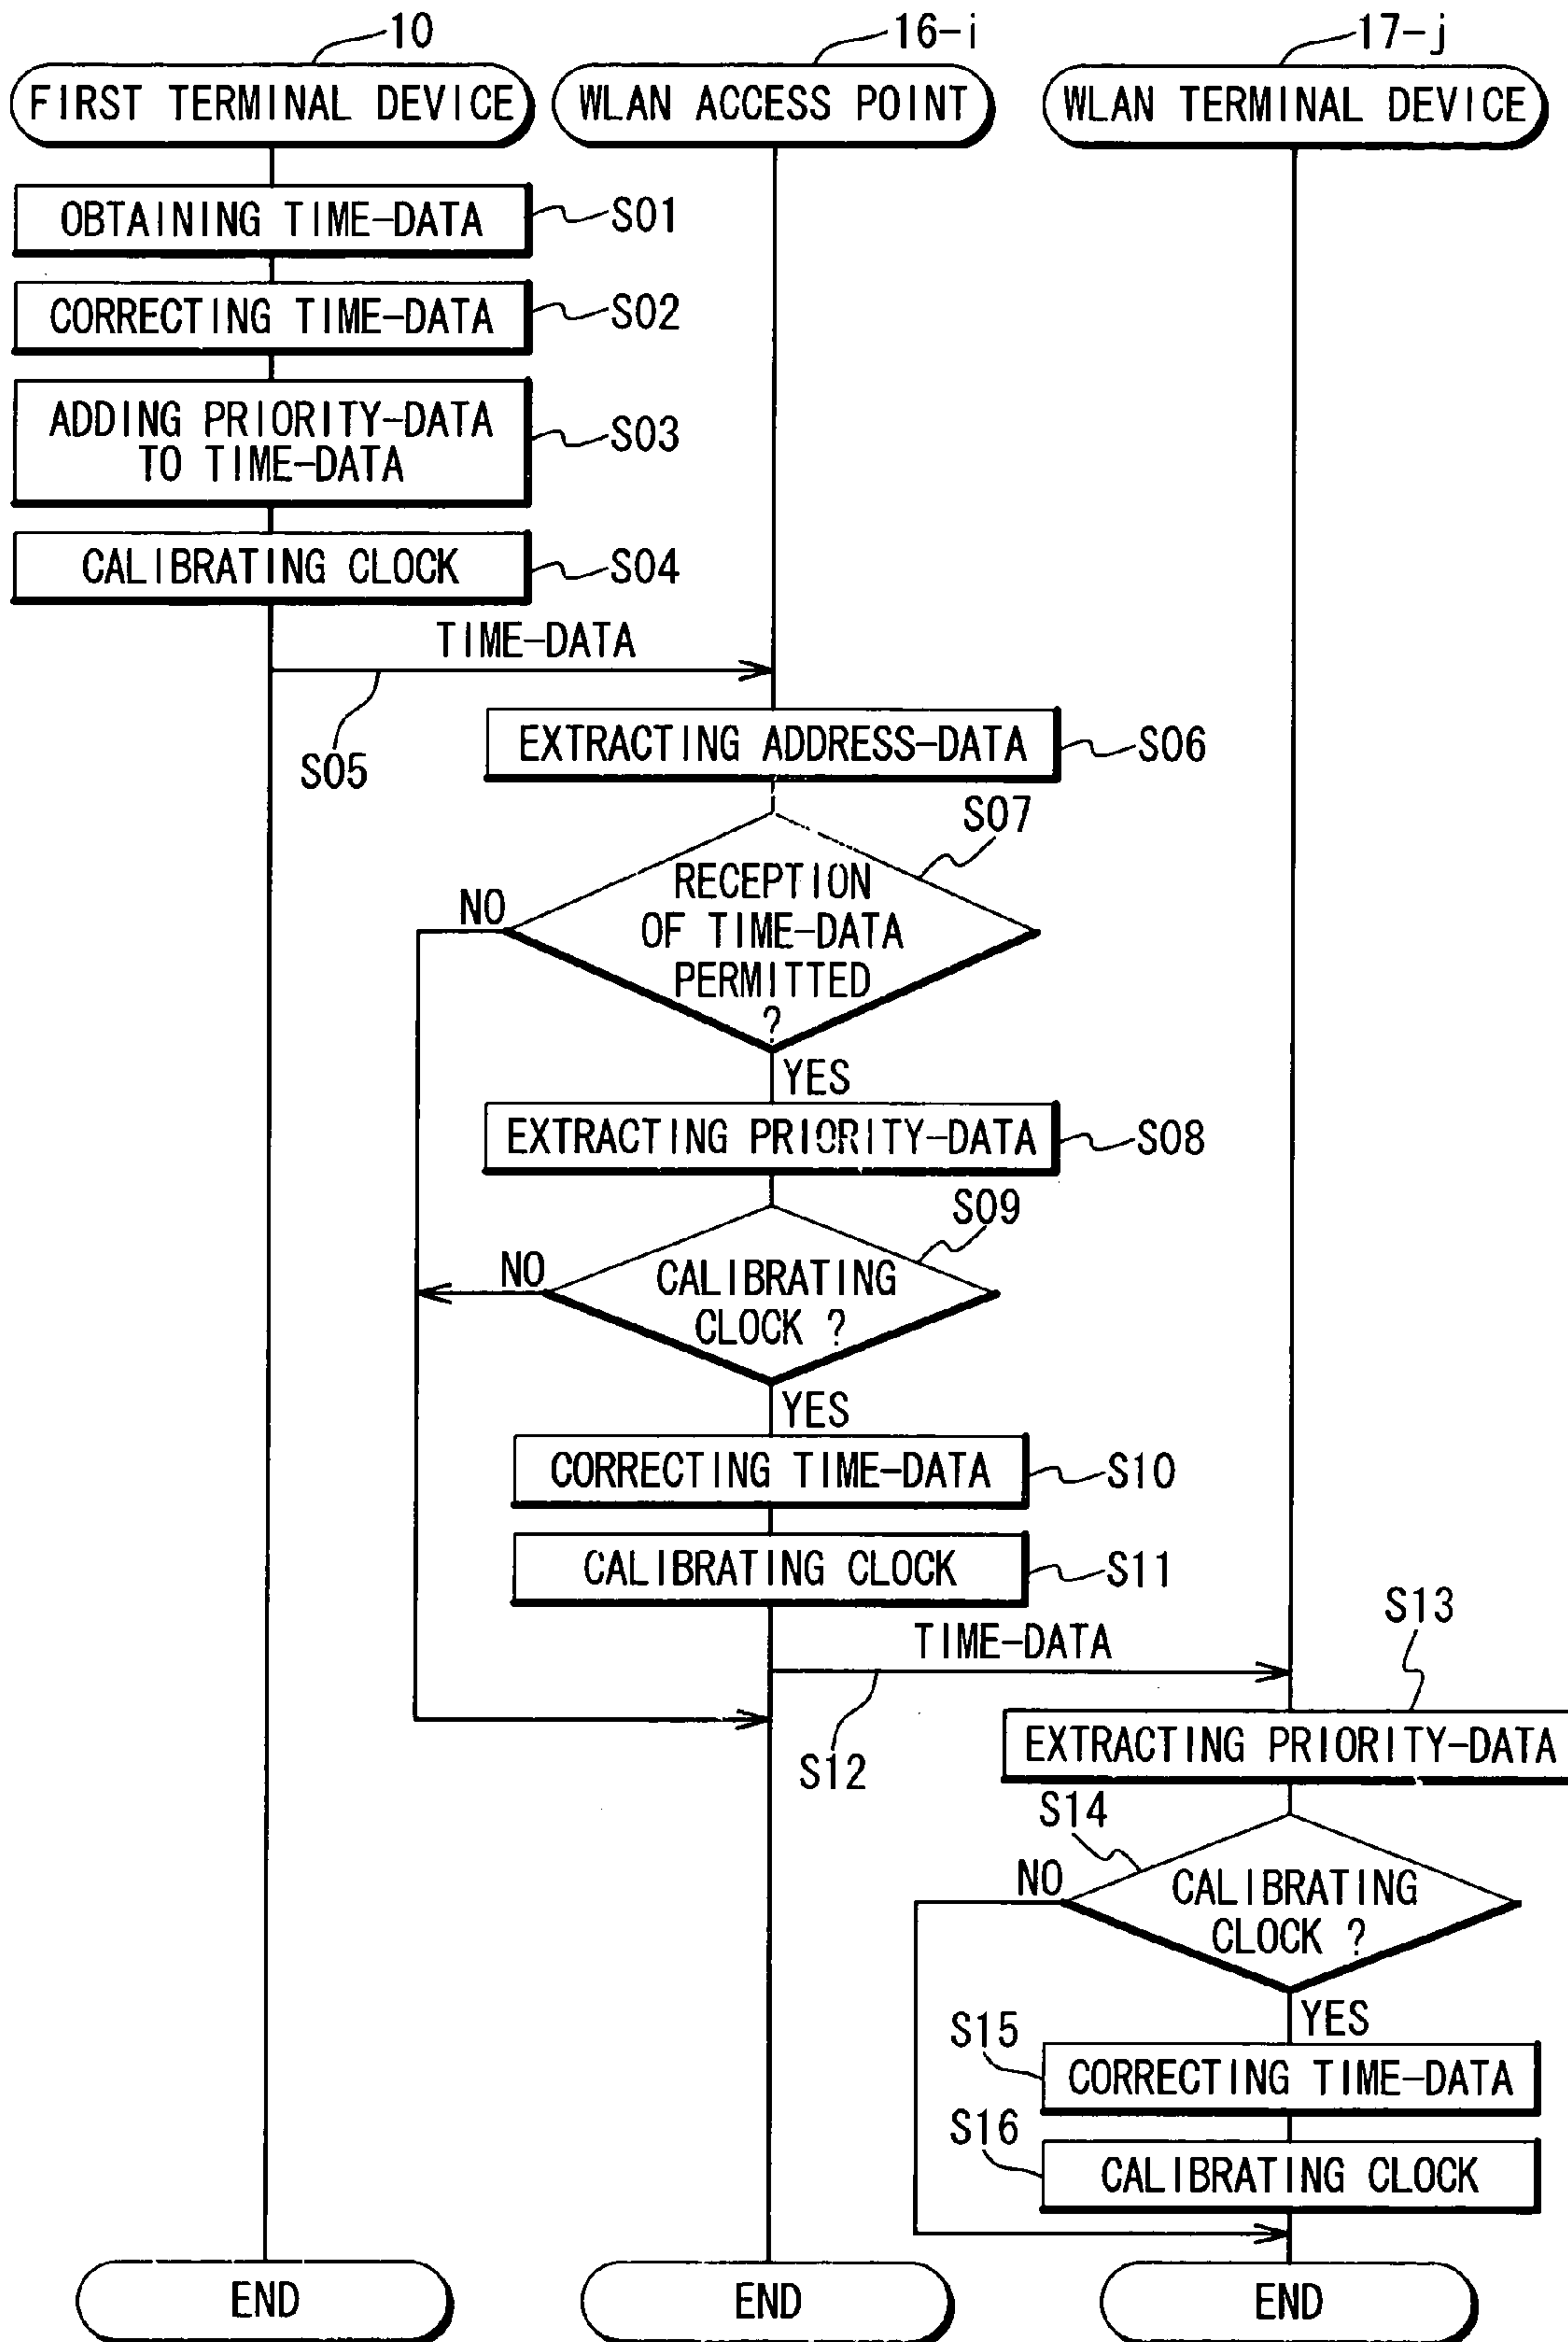 10
16-i
17-j
FIRST TERMINAL DEVICE
WLAN ACCESS POINT
WLAN TERMINAL DEVICE
OBTAINING TIME-DATA
S01
CORRECTING TIME-DATA
S02
ADDING PRIORITY-DATA
TO TIME-DATA
S03
CALIBRATING CLOCK
S04
TIME-DATA
S05
EXTRACTING ADDRESS-DATA
S06
S07
RECEPTION
OF TIME-DATA
PERMITTED
?
NO
YES
EXTRACTING PRIORITY-DATA
S08
S09
CALIBRATING
CLOCK ?
NO
YES
CORRECTING TIME-DATA
S10
CALIBRATING CLOCK
S11
TIME-DATA
S12
S13
EXTRACTING PRIORITY-DATA
S14
CALIBRATING
CLOCK ?
NO
YES
S15
CORRECTING TIME-DATA
S16
CALIBRATING CLOCK
END
END
END